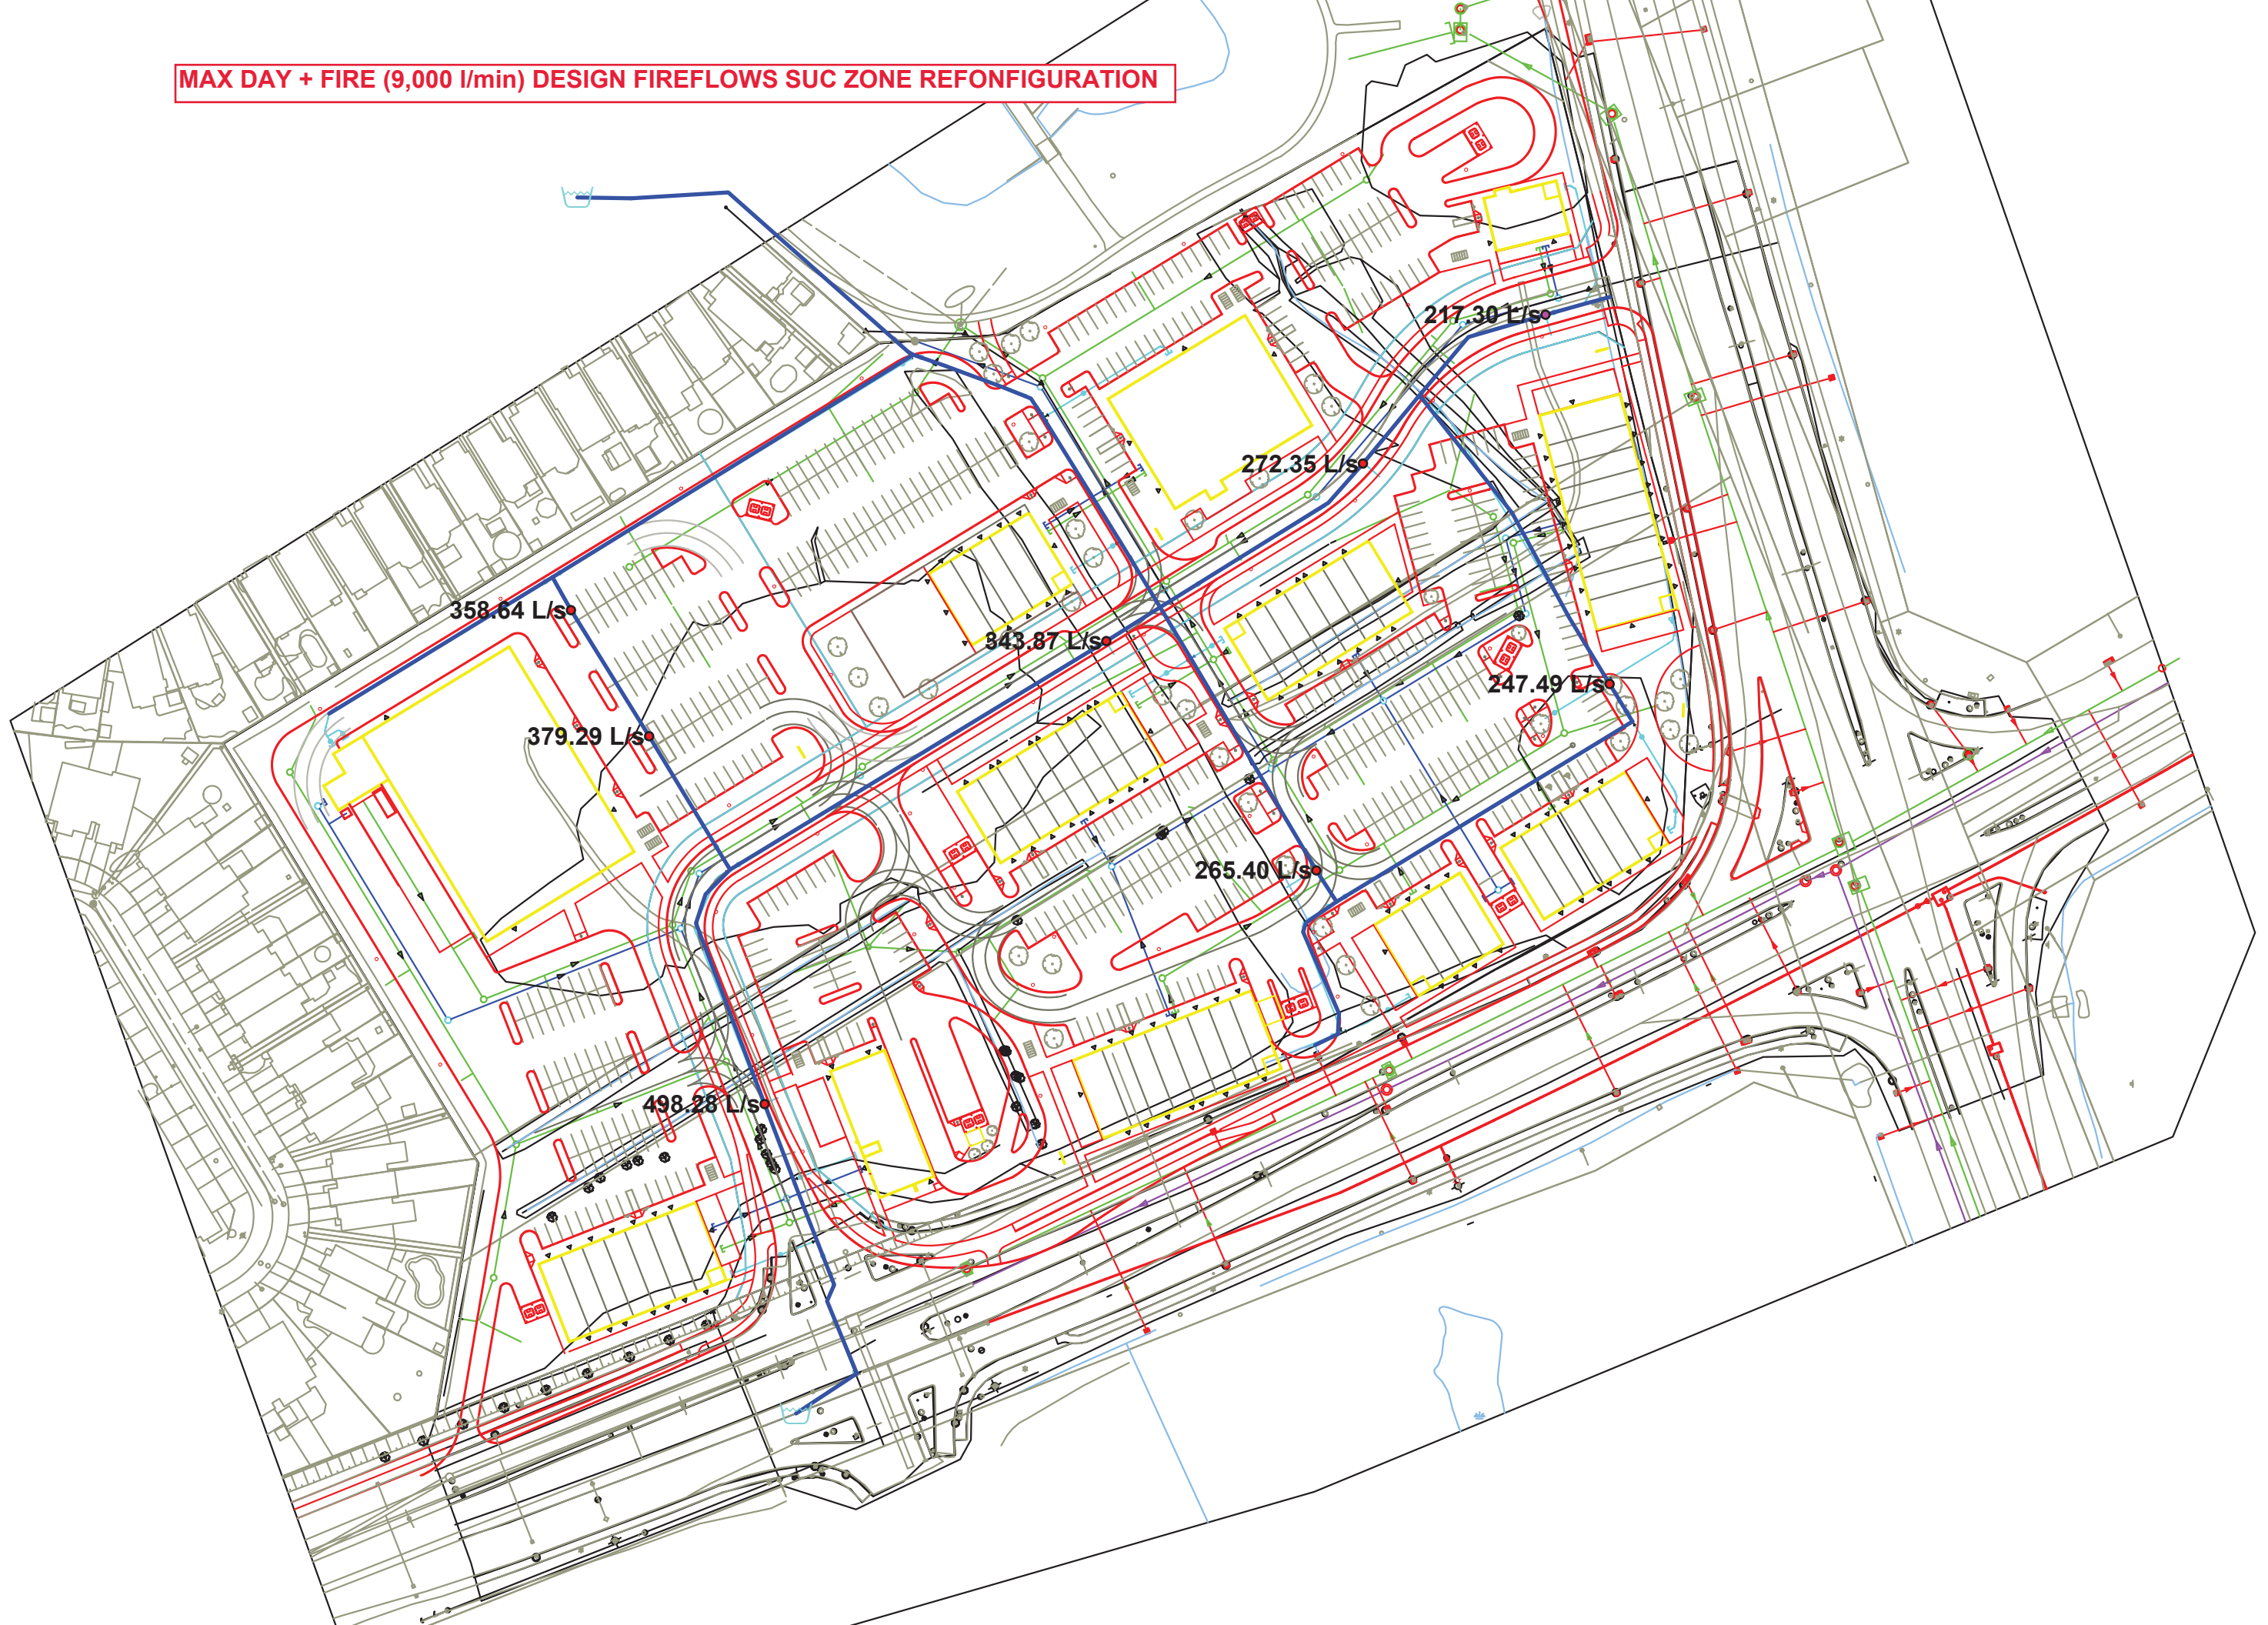 MAX DAY + FIRE (9,000 l/min) DESIGN FIREFLOWS SUC ZONE REFONFIGURATION
217.30 L/s
272.35 L/s
358.64 L/s
343.87 L/s
247.49 L/s
379.29 L/s
265.40 L/s
498.28 L/s